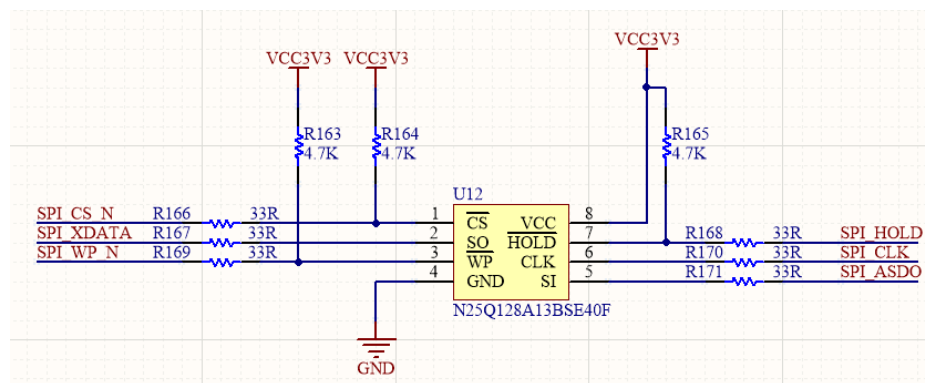 VCC3V3
VCC3V3 VCC3V3
R163 R164 R165
4.7K 4.7K 4.7K
U12
SPI_CS_N R166 33R 1 CS VCC 8
SPI_XDATA R167 33R 2 SO HOLD 7 R168 33R SPI_HOLD
SPI_WP_N R169 33R 3 WP CLK 6 R170 33R SPI_CLK
4 GND SI 5 R171 33R SPI_ASDO
N25Q128A13BSE40F
GND